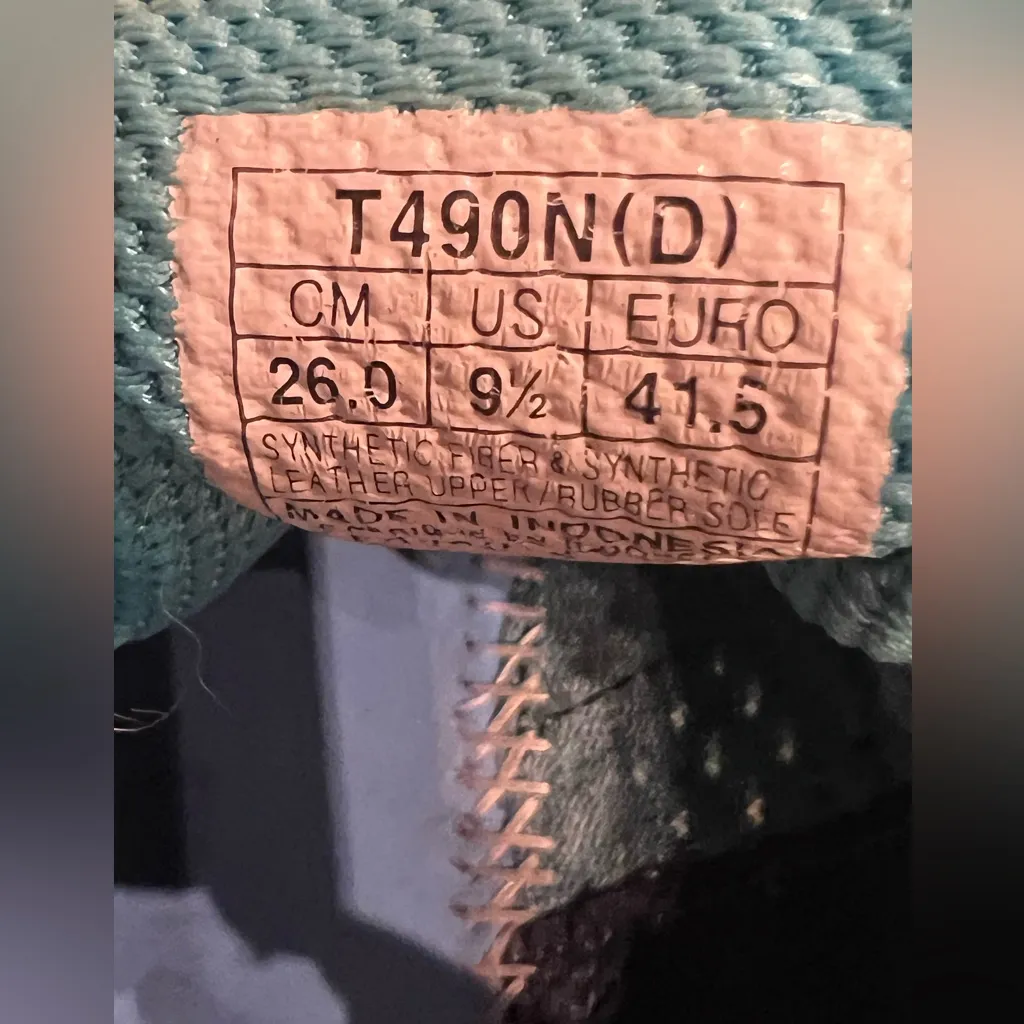 T490N(D)
CM US EURO
26.0 9½ 41.5
SYNTHETIC FIBER & SYNTHETIC
LEATHER UPPER/RUBBER SOLE
MADE IN INDONESIA